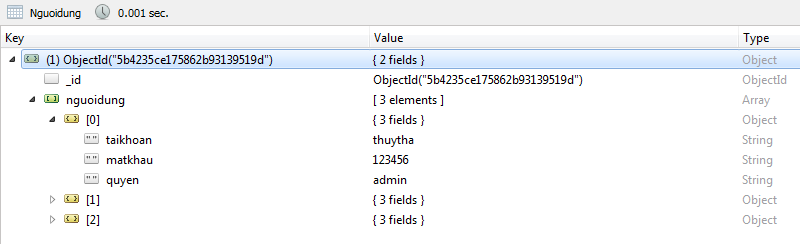 Nguoidung 0.001 sec.
Key Value Type
(1) ObjectId("5b4235ce175862b93139519d") { 2 fields } Object
_id ObjectId("5b4235ce175862b93139519d") ObjectId
nguoidung [ 3 elements ] Array
[0] { 3 fields } Object
taikhoan thuytha String
matkhau 123456 String
quyen admin String
[1] { 3 fields } Object
[2] { 3 fields } Object